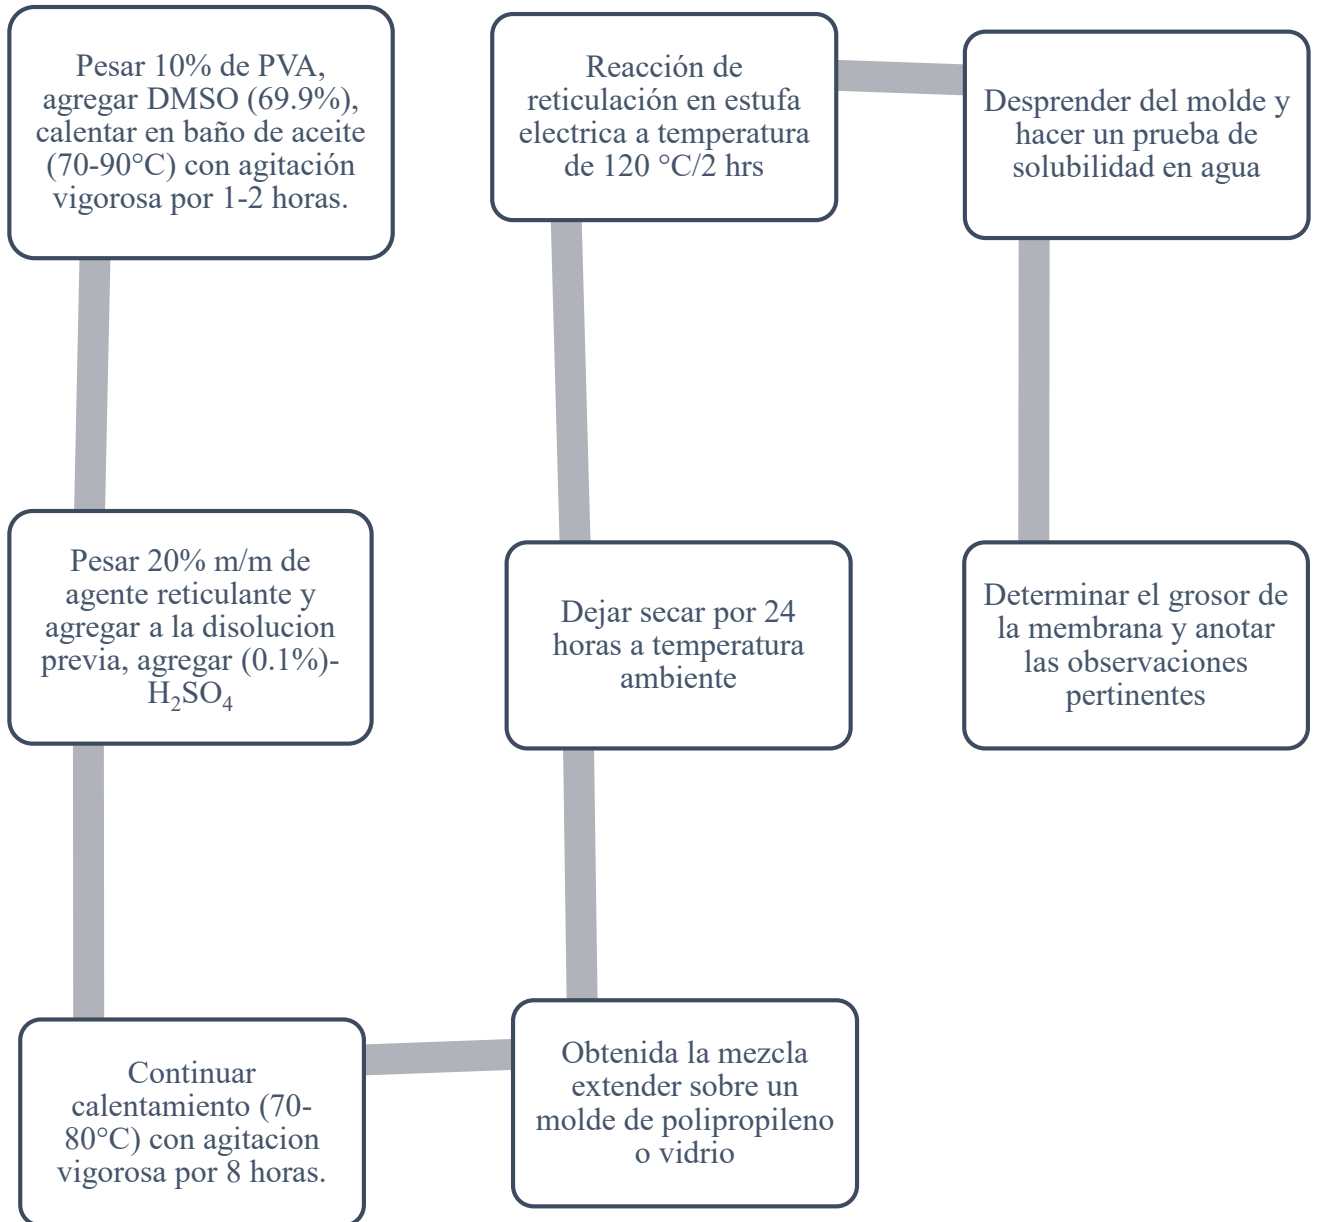 Pesar 10% de PVA,
agregar DMSO (69.9%),
calentar en baño de aceite
(70-90°C) con agitación
vigorosa por 1-2 horas.
Pesar 20% m/m de
agente reticulante y
agregar a la disolucion
previa, agregar (0.1%)-
H₂SO₄
Continuar
calentamiento (70-
80°C) con agitacion
vigorosa por 8 horas.
Obtenida la mezcla
extender sobre un
molde de polipropileno
o vidrio
Dejar secar por 24
horas a temperatura
ambiente
Reacción de
reticulación en estufa
electrica a temperatura
de 120 °C/2 hrs
Desprender del molde y
hacer un prueba de
solubilidad en agua
Determinar el grosor de
la membrana y anotar
las observaciones
pertinentes